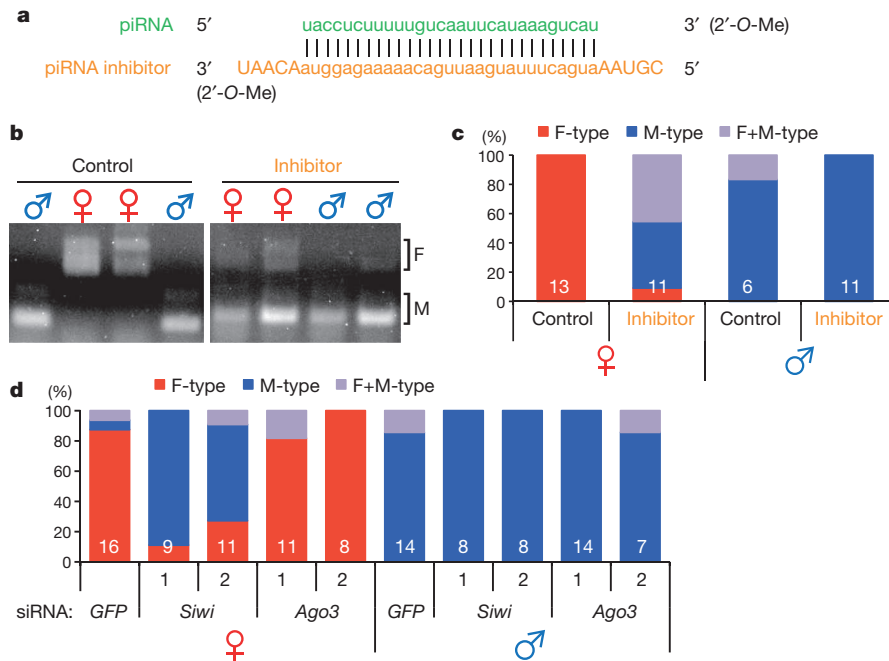 a
piRNA 5′ uaccucuuuuugucaauucauaaagucau 3′ (2′-O-Me)
piRNA inhibitor 3′ UAACAauggagaaaaacaguuaaguauuucaguaAAUGC 5′
(2′-O-Me)
b
Control Inhibitor
♂ ♀ ♀ ♂ ♀ ♀ ♂ ♂
F
M
c (%) F-type M-type F+M-type
100
80
60
40
20
0
13 11 6 11
Control Inhibitor Control Inhibitor
♀ ♂
d (%) F-type M-type F+M-type
100
80
60
40
20
0
16 9 11 11 8 14 8 8 14 7
1 2 1 2 1 2 1 2
siRNA: GFP Siwi Ago3 GFP Siwi Ago3
♀ ♂